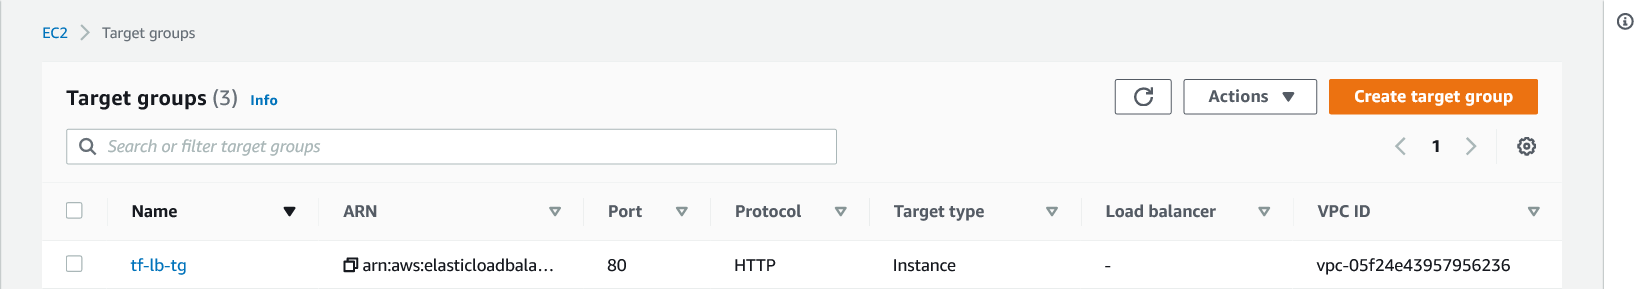 EC2 > Target groups
Target groups (3) Info
Actions
Create target group
Search or filter target groups
1
Name ARN Port Protocol Target type Load balancer VPC ID
tf-lb-tg arn:aws:elasticloadbala... 80 HTTP Instance - vpc-05f24e43957956236